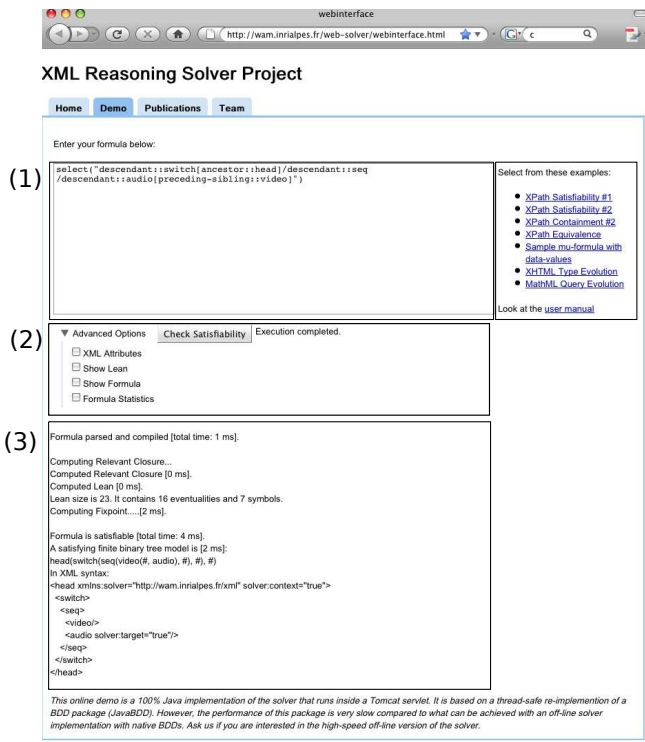 webinterface
http://wam.inrialpes.fr/web-solver/webinterface.html
G
c
XML Reasoning Solver Project
Home Demo Publications Team
Enter your formula below:
(1)
select("descendant::switch[ancestor::head]/descendant::seq
/descendant::audio[preceding-sibling::video]")
Select from these examples:
XPath Satisfiability #1
XPath Satisfiability #2
XPath Containment #2
XPath Equivalence
Sample mu-formula with
data-values
XHTML Type Evolution
MathML Query Evolution
Look at the user manual
(2)
Advanced Options Check Satisfiability Execution completed.
XML Attributes
Show Lean
Show Formula
Formula Statistics
(3)
Formula parsed and compiled [total time: 1 ms].
Computing Relevant Closure...
Computed Relevant Closure [0 ms].
Computed Lean [0 ms].
Lean size is 23. It contains 16 eventualities and 7 symbols.
Computing Fixpoint.....[2 ms].
Formula is satisfiable [total time: 4 ms].
A satisfying finite binary tree model is [2 ms]:
head(switch(seq(video(#, audio), #), #), #)
In XML syntax:
<head xmlns:solver="http://wam.inrialpes.fr/xml" solver:context="true">
<switch>
<seq>
<video/>
<audio solver:target="true"/>
</seq>
</switch>
</head>
This online demo is a 100% Java implementation of the solver that runs inside a Tomcat servlet. It is based on a thread-safe re-implemention of a
BDD package (JavaBDD). However, the performance of this package is very slow compared to what can be achieved with an off-line solver
implementation with native BDDs. Ask us if you are interested in the high-speed off-line version of the solver.